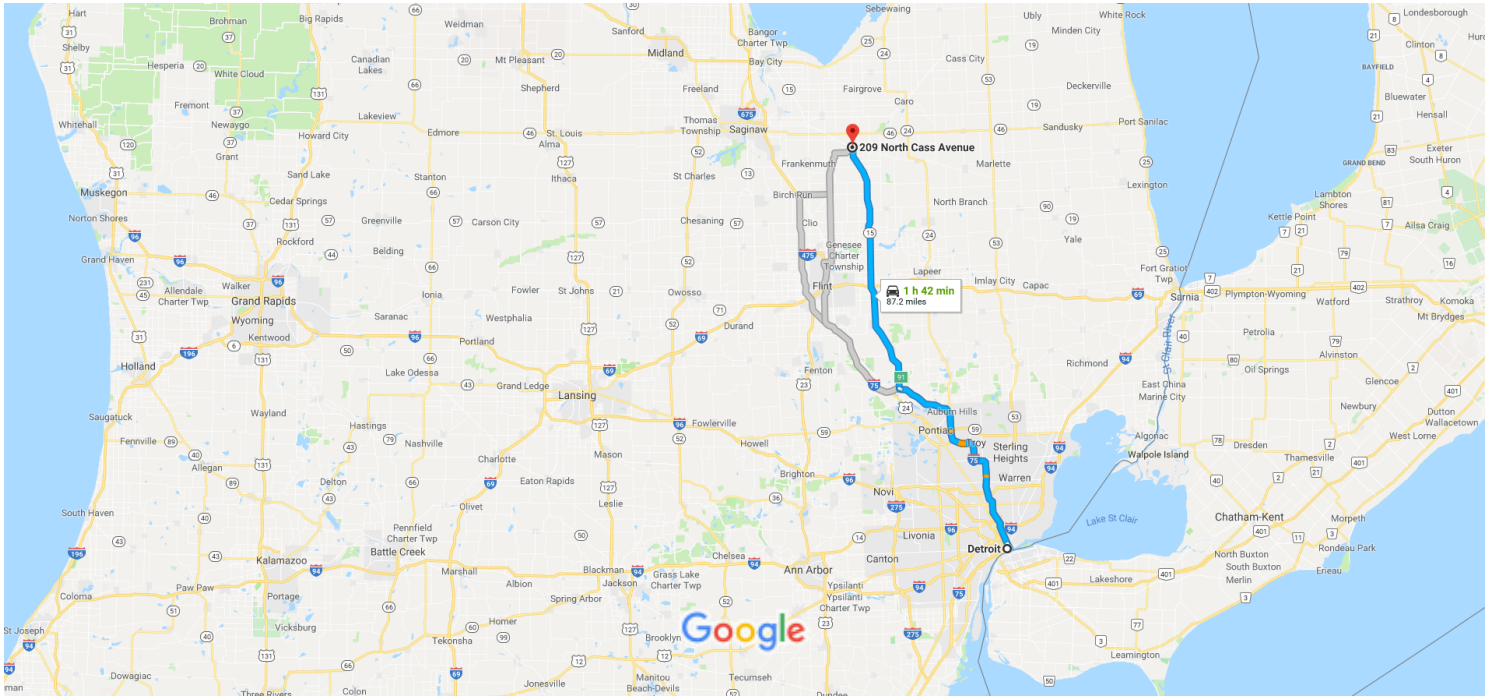 Hart
Brohman
Big Rapids
Weidman
Sanford
Bangor
Charter Twp
Sebewaing
Ubly
White Rock
Minden City
Londesborough
Shelby
Hesperia
White Cloud
Canadian
Lakes
Mt Pleasant
Midland
Bay City
Cass City
Clinton
BAYFIELD
Fremont
Newaygo
Shepherd
Freeland
Fairgrove
Caro
Deckerville
Bluewater
Hensall
Whitehall
Grant
Howard City
Lakeview
Edmore
St. Louis
Alma
Thomas
Township
Saginaw
675
Sandusky
Port Sanilac
209 North Cass Avenue
Frankenmuth
Marlette
Exeter
South Huron
GRAND BEND
Muskegon
Sand Lake
Stanton
Ithaca
St Charles
Birch Run
Lexington
Lambton
Shores
Norton Shores
Cedar Springs
Greenville
Carson City
Chesaning
Clio
North Branch
Kettle Point
Ailsa Craig
Rockford
Belding
475
Genesee
Charter
Township
15
Yale
Grand Haven
Fort Gratiot
Twp
Allendale
Charter Twp
Walker
Grand Rapids
Ionia
Fowler
St Johns
Owosso
Flint
Lapeer
Imlay City
Capac
1 h 42 min
87.2 miles
Sarnia
Plympton-Wyoming
Watford
Strathroy
Komoka
Mt Brydges
Wyoming
Kentwood
Saranac
Westphalia
Durand
Petrolia
St Clair River
Holland
Portland
Lake Odessa
Grand Ledge
Lansing
Fenton
91
Richmond
Oil Springs
Alvinston
Glencoe
East China
Marine City
Saugatuck
Wayland
Hastings
Fowlerville
Howell
Auburn Hills
Pontiac
Troy
Sterling
Heights
Newbury
Dutton
Wallacetown
West Lorne
Fennville
Allegan
Nashville
Charlotte
Mason
Brighton
Algonac
Walpole Island
Dresden
Thamesville
Delton
Eaton Rapids
Novi
Warren
South Haven
Olivet
Leslie
275
Livonia
Lake St Clair
Chatham-Kent
Morpeth
Rondeau Park
Pennfield
Charter Twp
Battle Creek
Kalamazoo
Chelsea
Canton
Detroit
North Buxton
South Buxton
Merlin
Erieau
Marshall
Albion
Blackman
Jackson
Grass Lake
Charter Twp
Ann Arbor
Ypsilanti
Ypsilanti
Charter Twp
Lakeshore
Coloma
Paw Paw
Portage
Spring Arbor
Vicksburg
Homer
Google
St Joseph
Tekonsha
Brooklyn
Leamington
Dowagiac
Three Rivers
Colon
Jonesville
Manitou
Beach-Devils
Tecumseh
Dundee